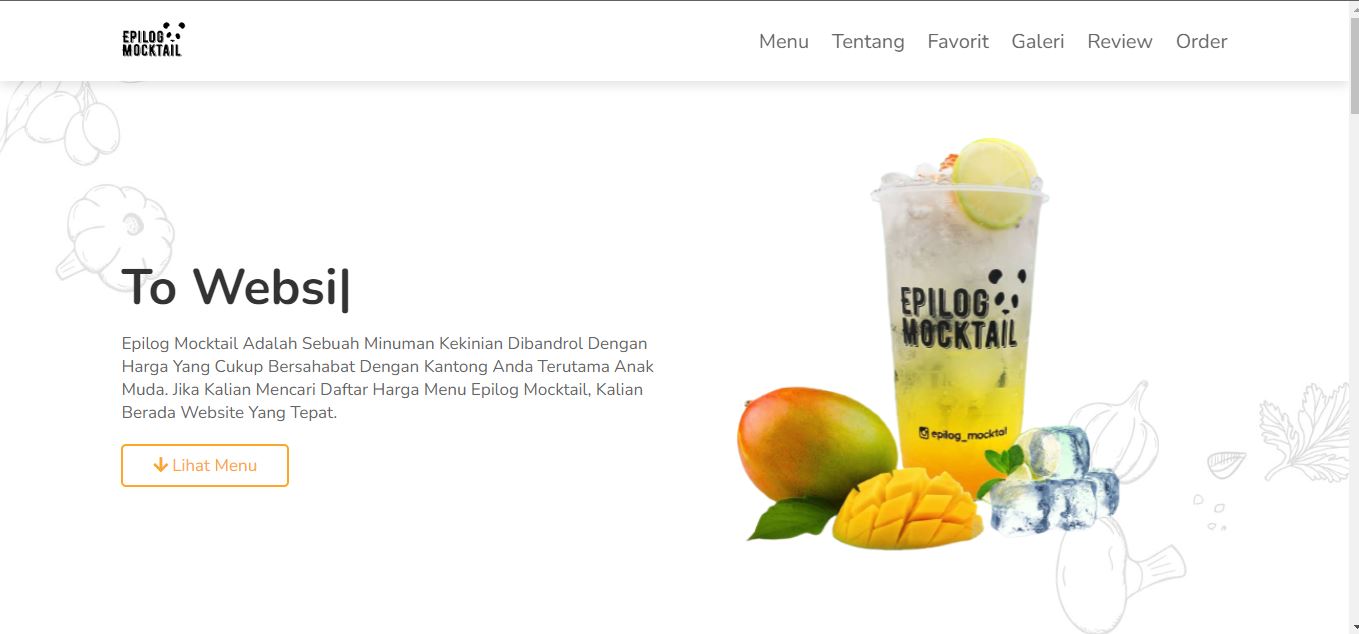 EPILOG
MOCKTAIL
Menu Tentang Favorit Galeri Review Order
To Websi|
Epilog Mocktail Adalah Sebuah Minuman Kekinian Dibandrol Dengan
Harga Yang Cukup Bersahabat Dengan Kantong Anda Terutama Anak
Muda. Jika Kalian Mencari Daftar Harga Menu Epilog Mocktail, Kalian
Berada Website Yang Tepat.
Lihat Menu
EPILOG
MOCKTAIL
epilog_mocktail